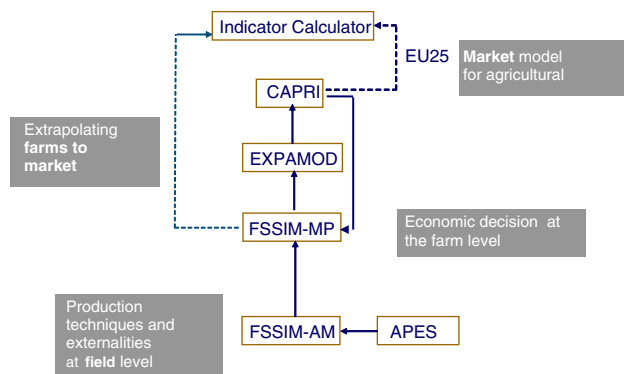 Indicator Calculator
EU25
Market model
for agricultural
CAPRI
Extrapolating
farms to
market
EXPAMOD
FSSIM-MP
Economic decision at
the farm level
Production
techniques and
externalities
at field level
FSSIM-AM
APES